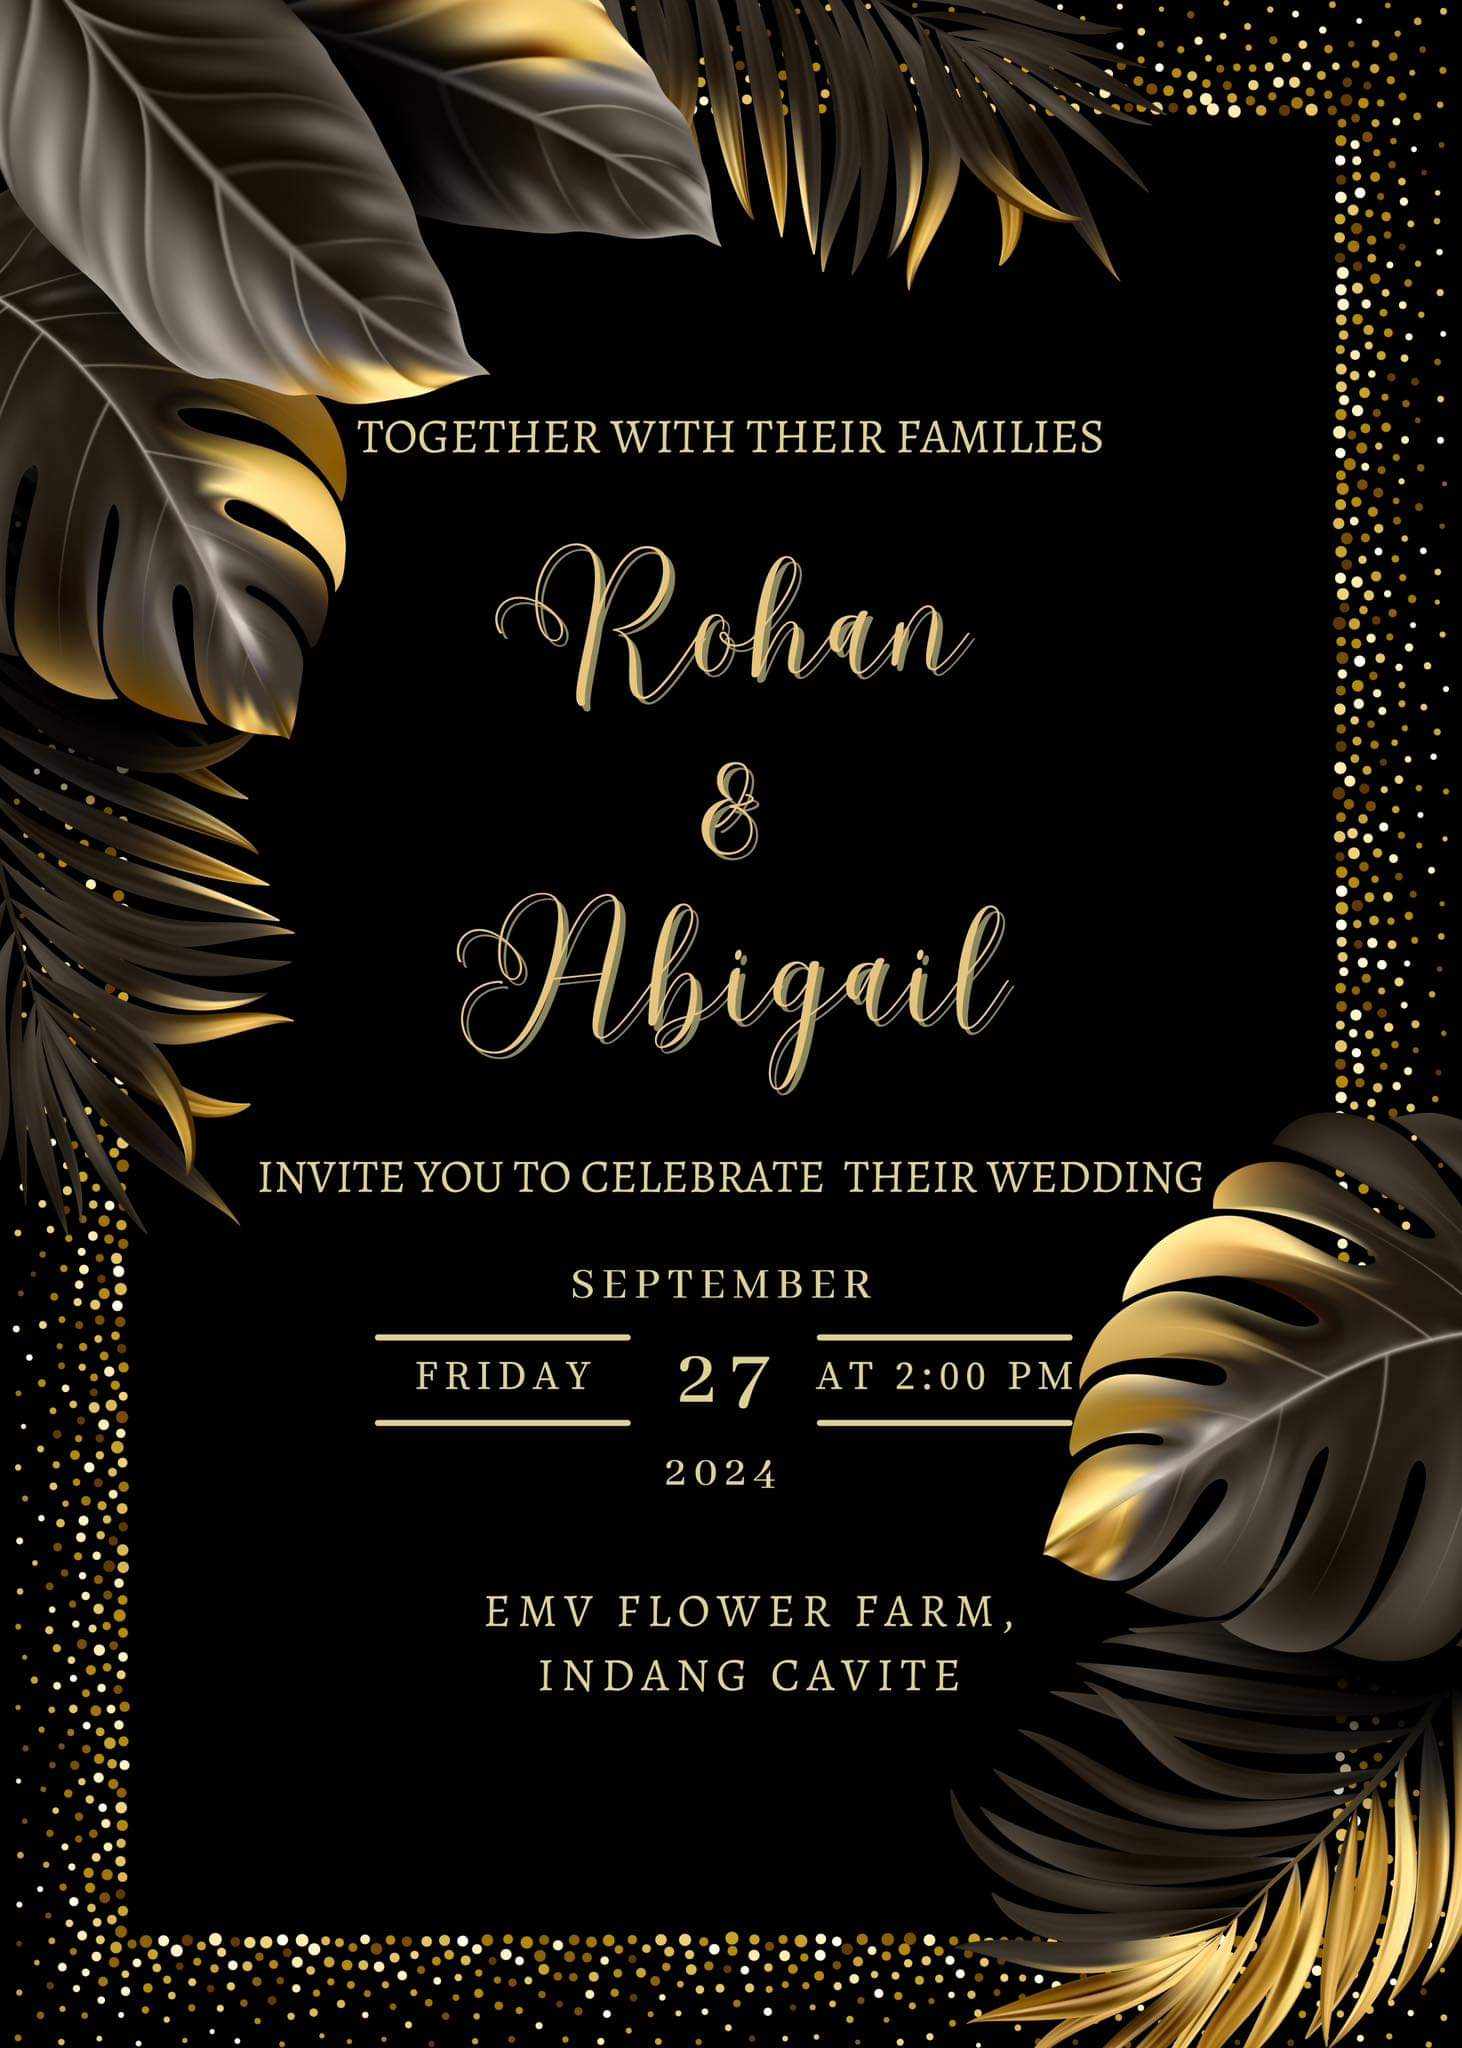 TOGETHER WITH THEIR FAMILIES
Rohan
&
Abigail
INVITE YOU TO CELEBRATE THEIR WEDDING
SEPTEMBER
FRIDAY 27 AT 2:00 PM
2024
EMV FLOWER FARM,
INDANG CAVITE